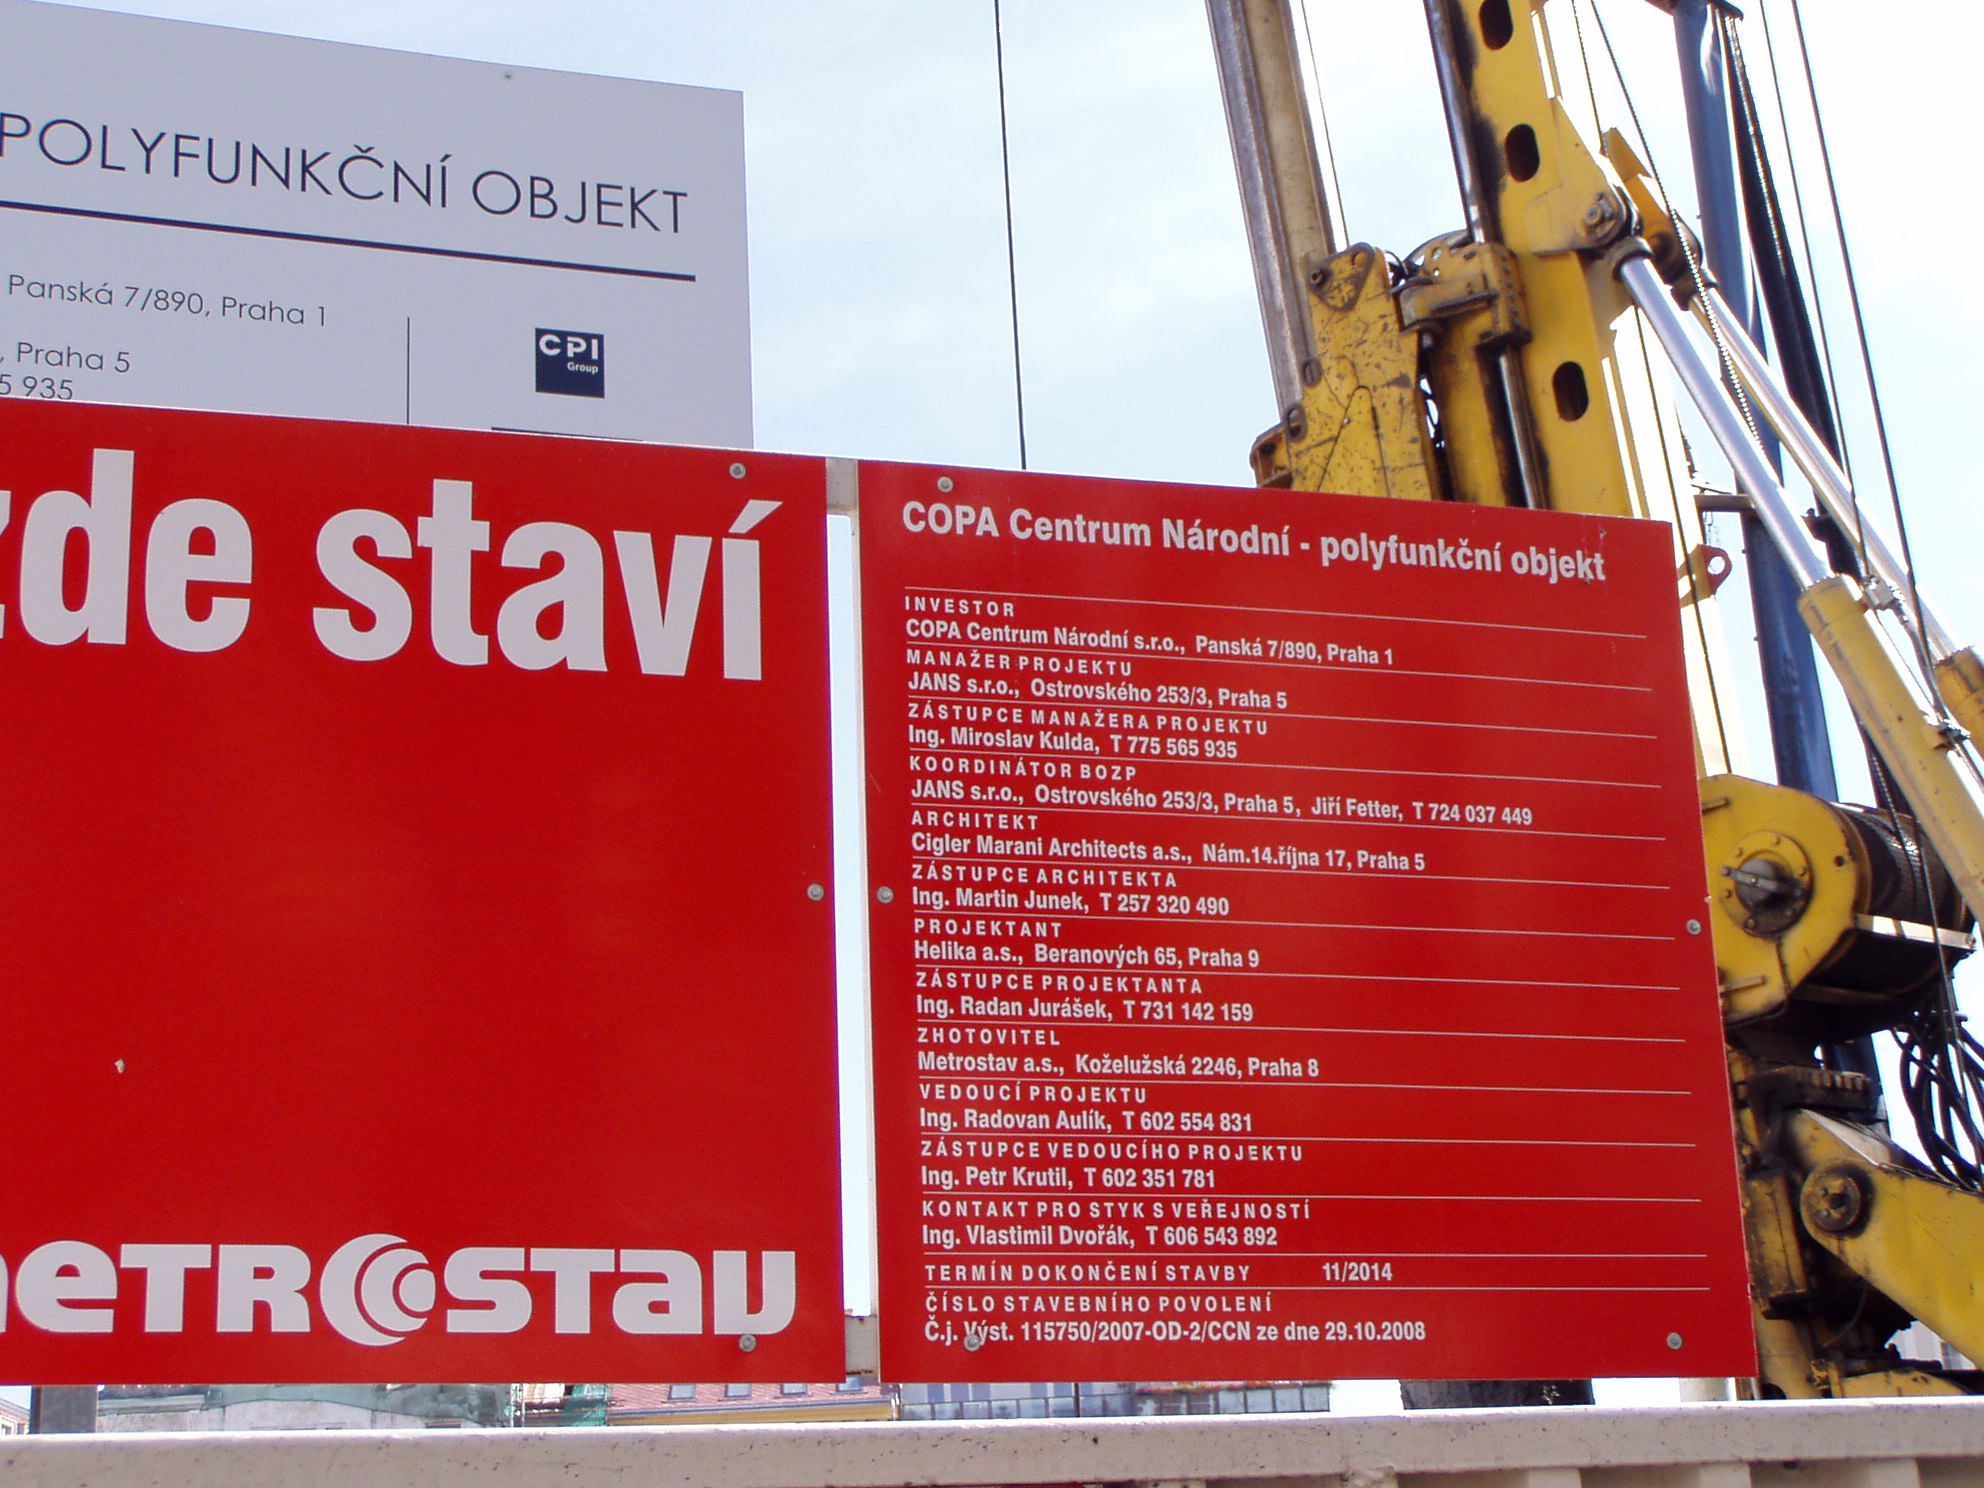 POLYFUNKČNÍ OBJEKT
Panská 7/890, Praha 1
, Praha 5
5 935
CPI
Group
zde staví
METROSTAV
COPA Centrum Národní - polyfunkční objekt
INVESTOR
COPA Centrum Národní s.r.o., Panská 7/890, Praha 1
MANAŽER PROJEKTU
JANS s.r.o., Ostrovského 253/3, Praha 5
ZÁSTUPCE MANAŽERA PROJEKTU
Ing. Miroslav Kulda, T 775 565 935
KOORDINÁTOR BOZP
JANS s.r.o., Ostrovského 253/3, Praha 5, Jiří Fetter, T 724 037 449
ARCHITEKT
Cigler Marani Architects a.s., Nám.14.října 17, Praha 5
ZÁSTUPCE ARCHITEKTA
Ing. Martin Junek, T 257 320 490
PROJEKTANT
Helika a.s., Beranových 65, Praha 9
ZÁSTUPCE PROJEKTANTA
Ing. Radan Jurášek, T 731 142 159
ZHOTOVITEL
Metrostav a.s., Koželužská 2246, Praha 8
VEDOUCÍ PROJEKTU
Ing. Radovan Aulík, T 602 554 831
ZÁSTUPCE VEDOUCÍHO PROJEKTU
Ing. Petr Krutil, T 602 351 781
KONTAKT PRO STYK S VEŘEJNOSTÍ
Ing. Vlastimil Dvořák, T 606 543 892
TERMÍN DOKONČENÍ STAVBY 11/2014
ČÍSLO STAVEBNÍHO POVOLENÍ
Č.j. Výst. 115750/2007-OD-2/CCN ze dne 29.10.2008